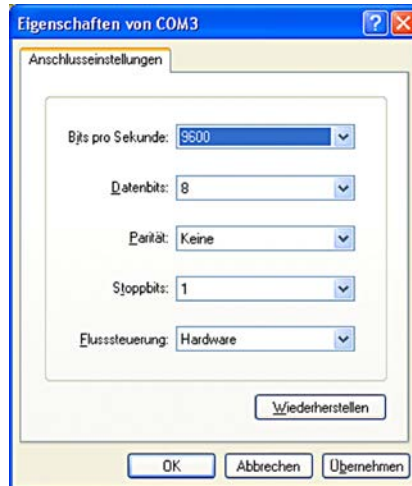 Eigenschaften von COM3
Anschlusseinstellungen
Bits pro Sekunde: 9600
Datenbits: 8
Parität: Keine
Stoppbits: 1
Flusssteuerung: Hardware
Wiederherstellen
OK Abbrechen Übernehmen